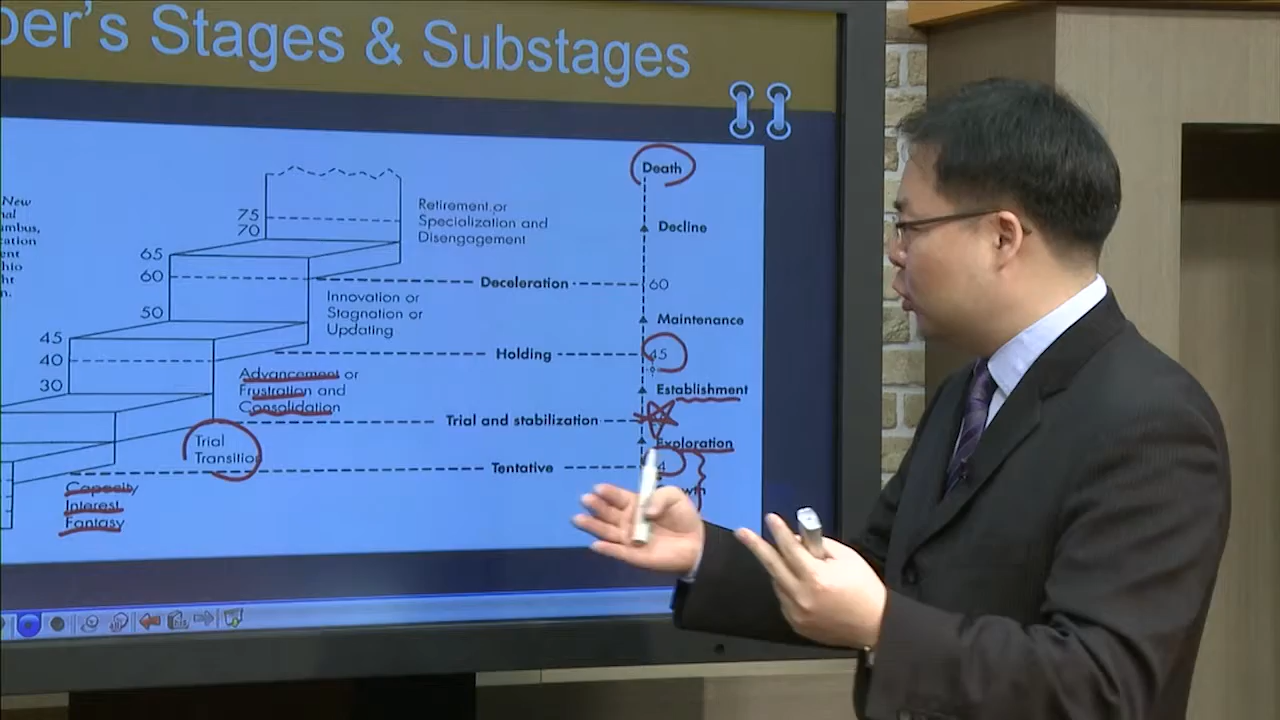 per's Stages & Substages
New
Death
75
70
Retirement or
Specialization and
Disengagement
Decline
65
60
Deceleration
60
50
Innovation or
Stagnation or
Updating
Maintenance
45
40
30
Holding
45
Advancement or
Frustration and
Consolidation
Establishment
Trial and stabilization
Trial
Transition
Exploration
Tentative
4
Capacity
Interest
Fantasy